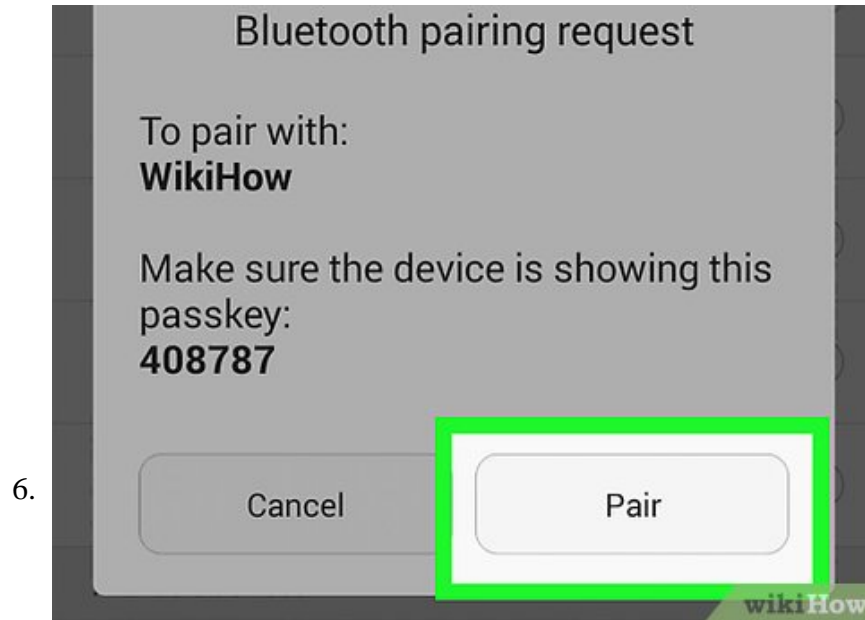 Bluetooth pairing request
To pair with:
WikiHow
Make sure the device is showing this
passkey:
408787
6.
Cancel
Pair
wikiHow